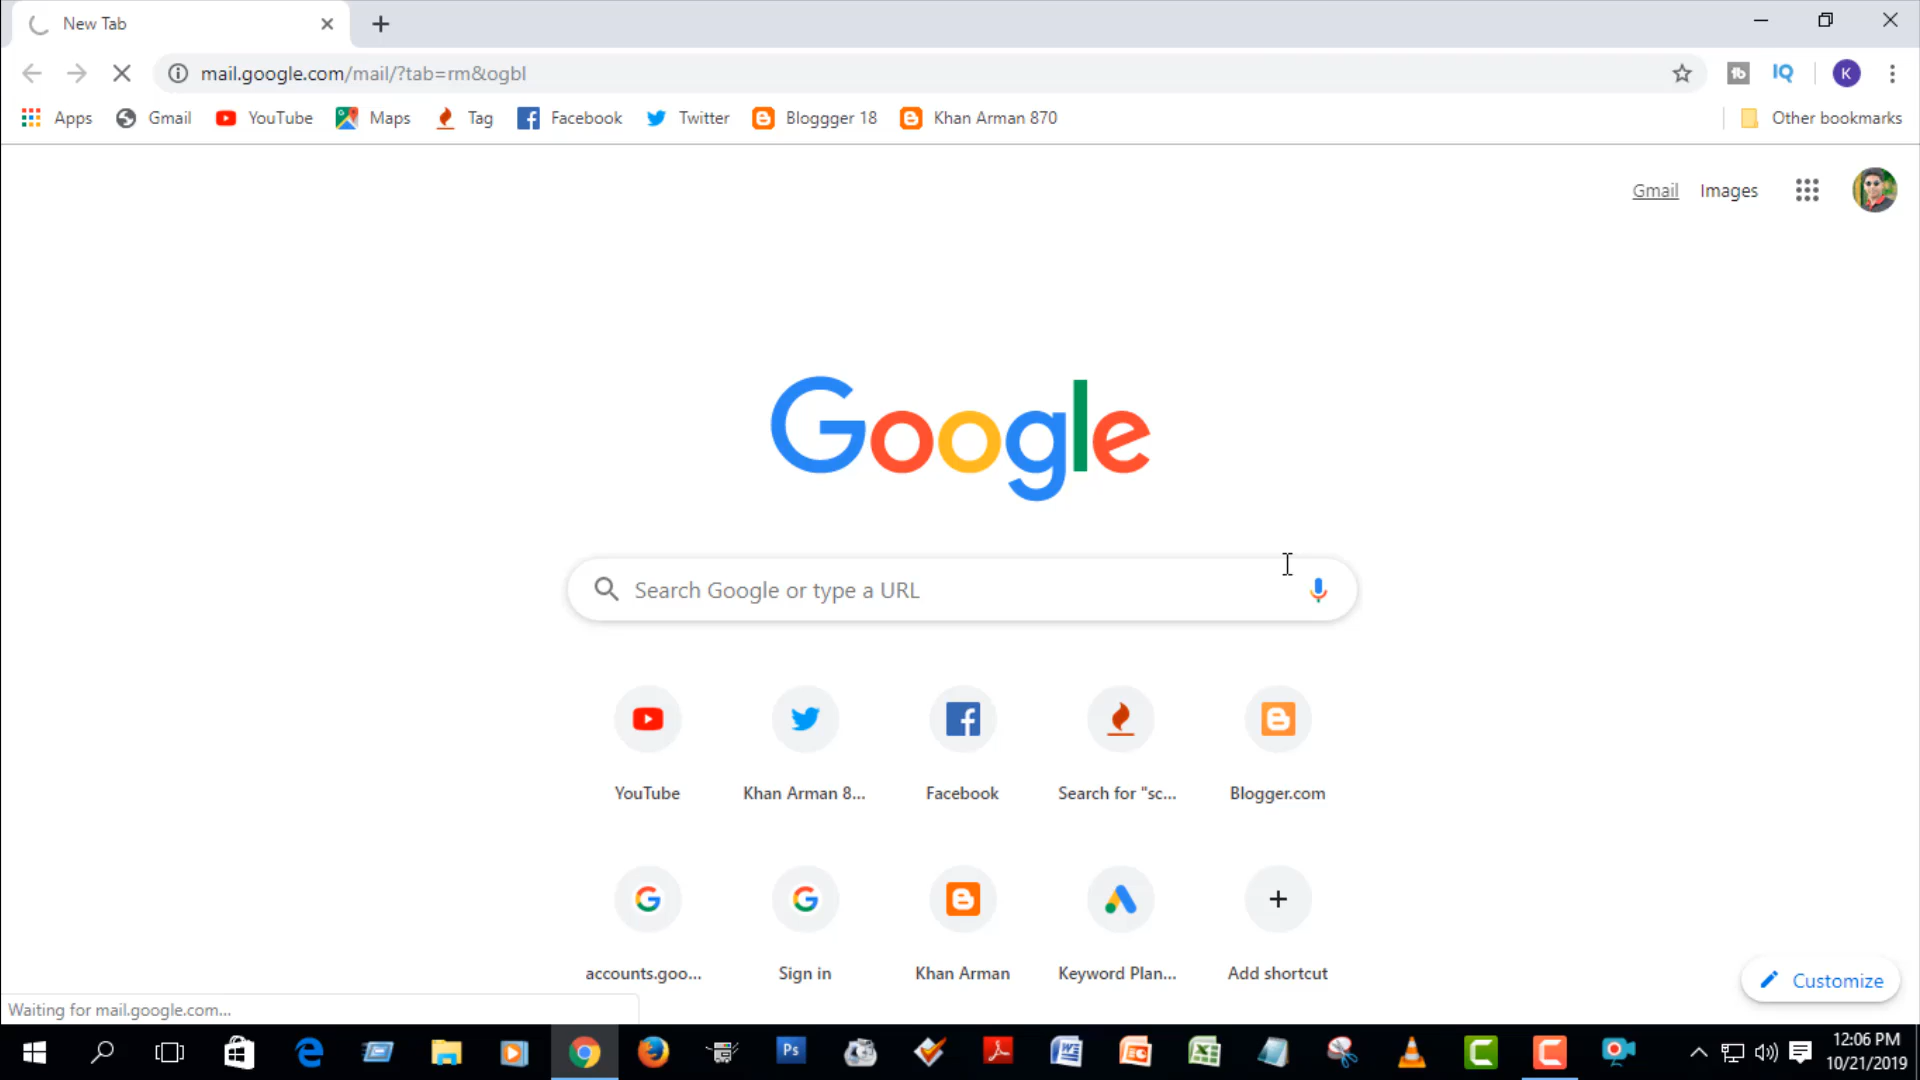 New Tab
mail.google.com/mail/?tab=rm&ogbl
IQ
K
Apps
Gmail
YouTube
Maps
Tag
Facebook
Twitter
Bloggger 18
Khan Arman 870
Other bookmarks
Gmail
Images
Google
Search Google or type a URL
YouTube
Khan Arman 8...
Facebook
Search for "sc...
Blogger.com
accounts.goo...
Sign in
Khan Arman
Keyword Plan...
Add shortcut
Customize
Waiting for mail.google.com...
Ps
12:06 PM
10/21/2019